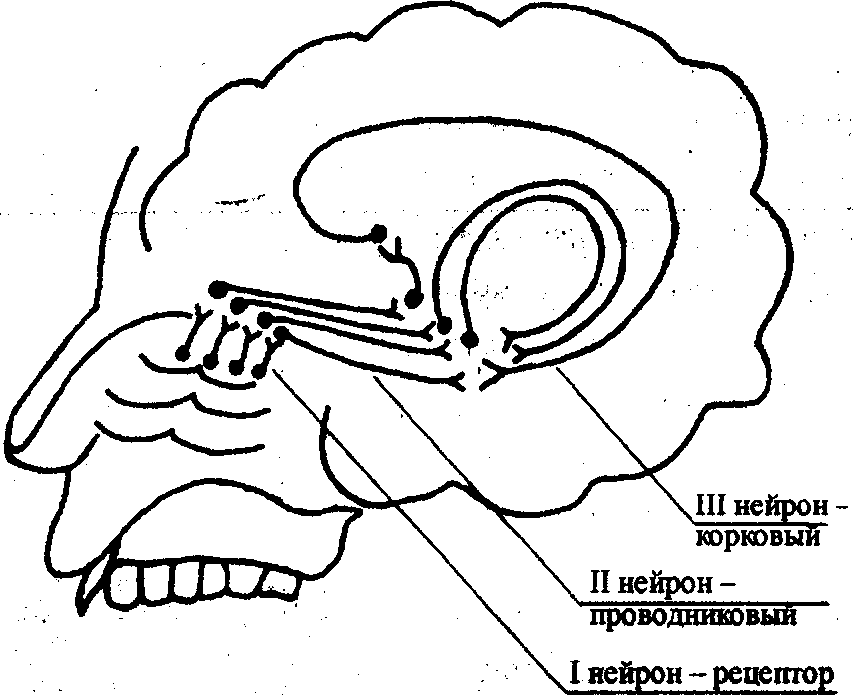 III нейрон –
корковый
II нейрон –
проводниковый
I нейрон – рецептор